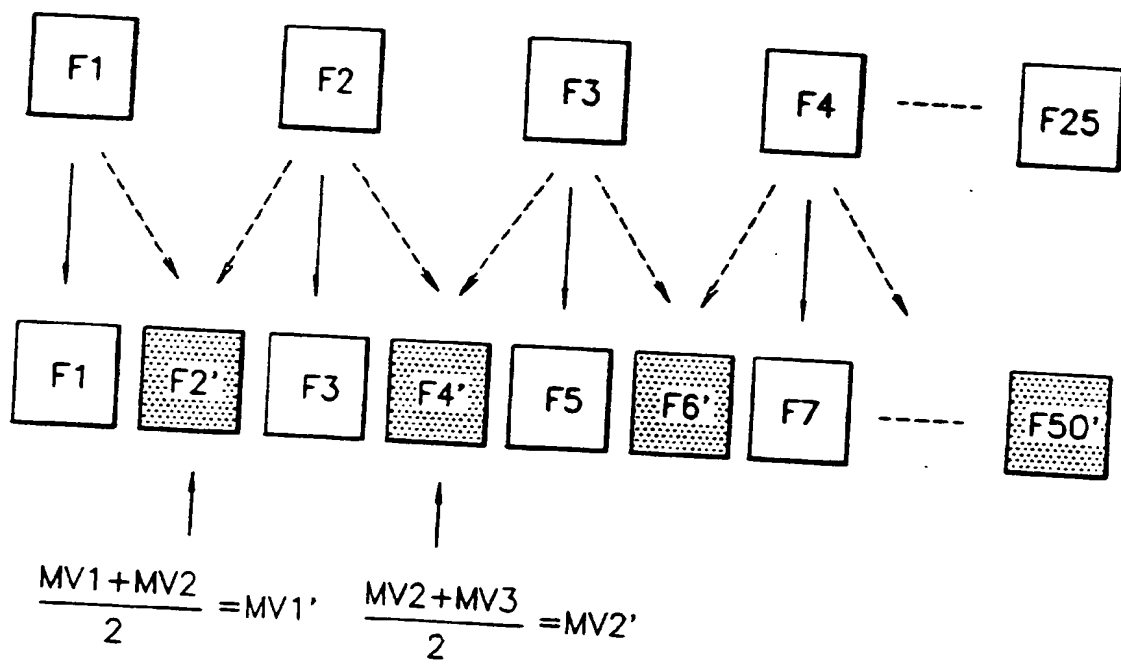 F1 F2 F3 F4 ----- F25
F1 F2' F3 F4' F5 F6' F7 ----- F50'
MV1+MV2 / 2 =MV1' MV2+MV3 / 2 =MV2'